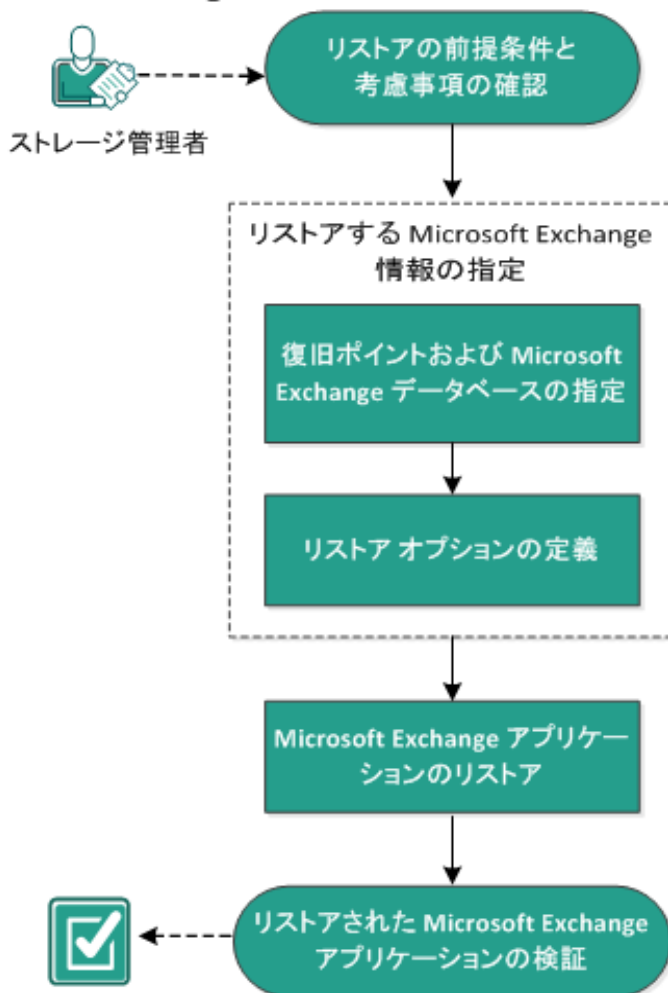 リストアの前提条件と
考慮事項の確認
ストレージ管理者
リストアする Microsoft Exchange
情報の指定
復旧ポイントおよび Microsoft
Exchange データベースの指定
リストア オプションの定義
Microsoft Exchange アプリケー
ションのリストア
リストアされた Microsoft Exchange
アプリケーションの検証